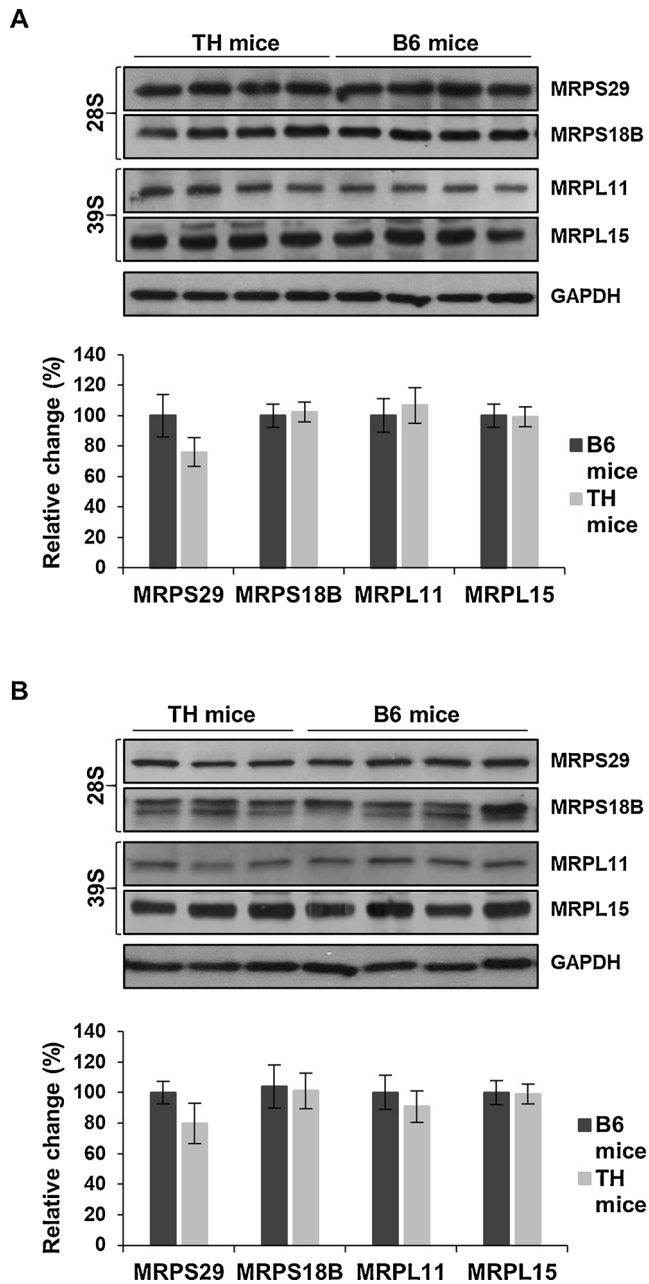 A
TH mice B6 mice
28S
MRPS29
MRPS18B
39S
MRPL11
MRPL15
GAPDH
Relative change (%)
140
120
100
80
60
40
20
0
MRPS29 MRPS18B MRPL11 MRPL15
B6
mice
TH
mice
B
TH mice B6 mice
28S
MRPS29
MRPS18B
39S
MRPL11
MRPL15
GAPDH
Relative change (%)
140
120
100
80
60
40
20
0
MRPS29 MRPS18B MRPL11 MRPL15
B6
mice
TH
mice